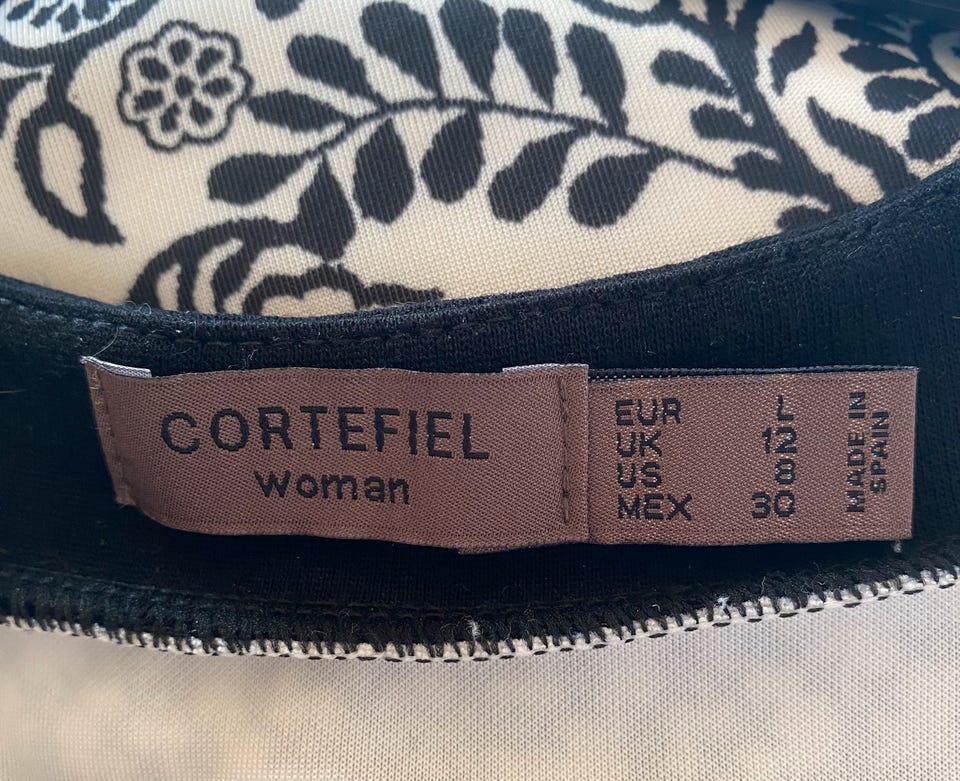 CORTEFIEL
woman
EUR L
UK 12
US 8
MEX 30
MADE IN
SPAIN